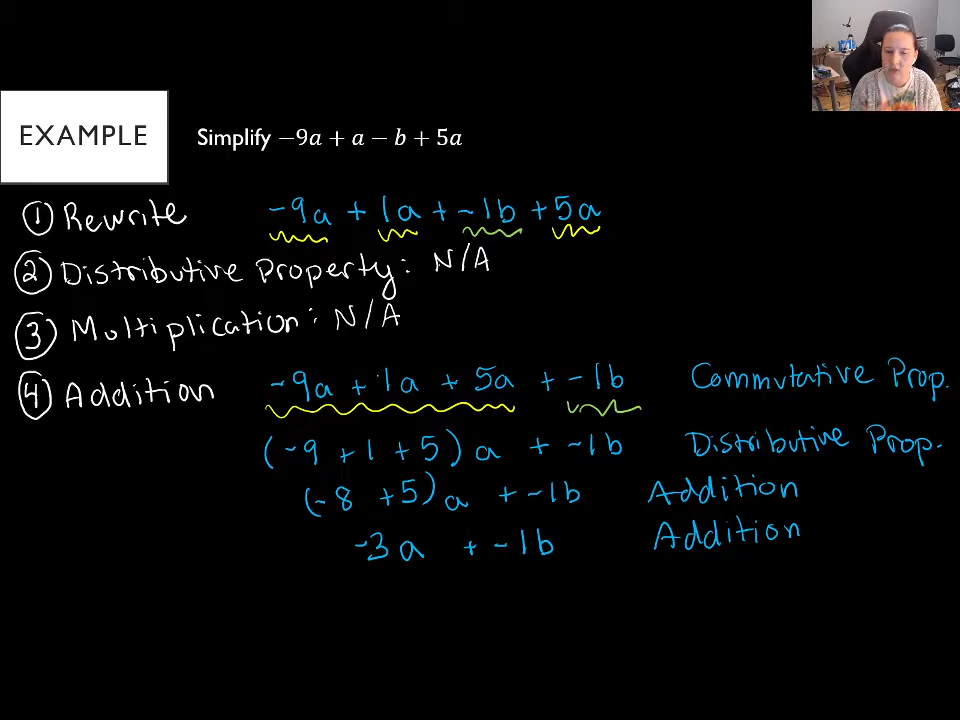 EXAMPLE
Simplify −9a + a − b + 5a
① Rewrite -9a + 1a + -1b + 5a
② Distributive Property: N/A
③ Multiplication: N/A
④ Addition -9a + 1a + 5a + -1b Commutative Prop.
(-9 + 1 + 5)a + -1b Distributive Prop.
(-8 + 5)a + -1b Addition
-3a + -1b Addition